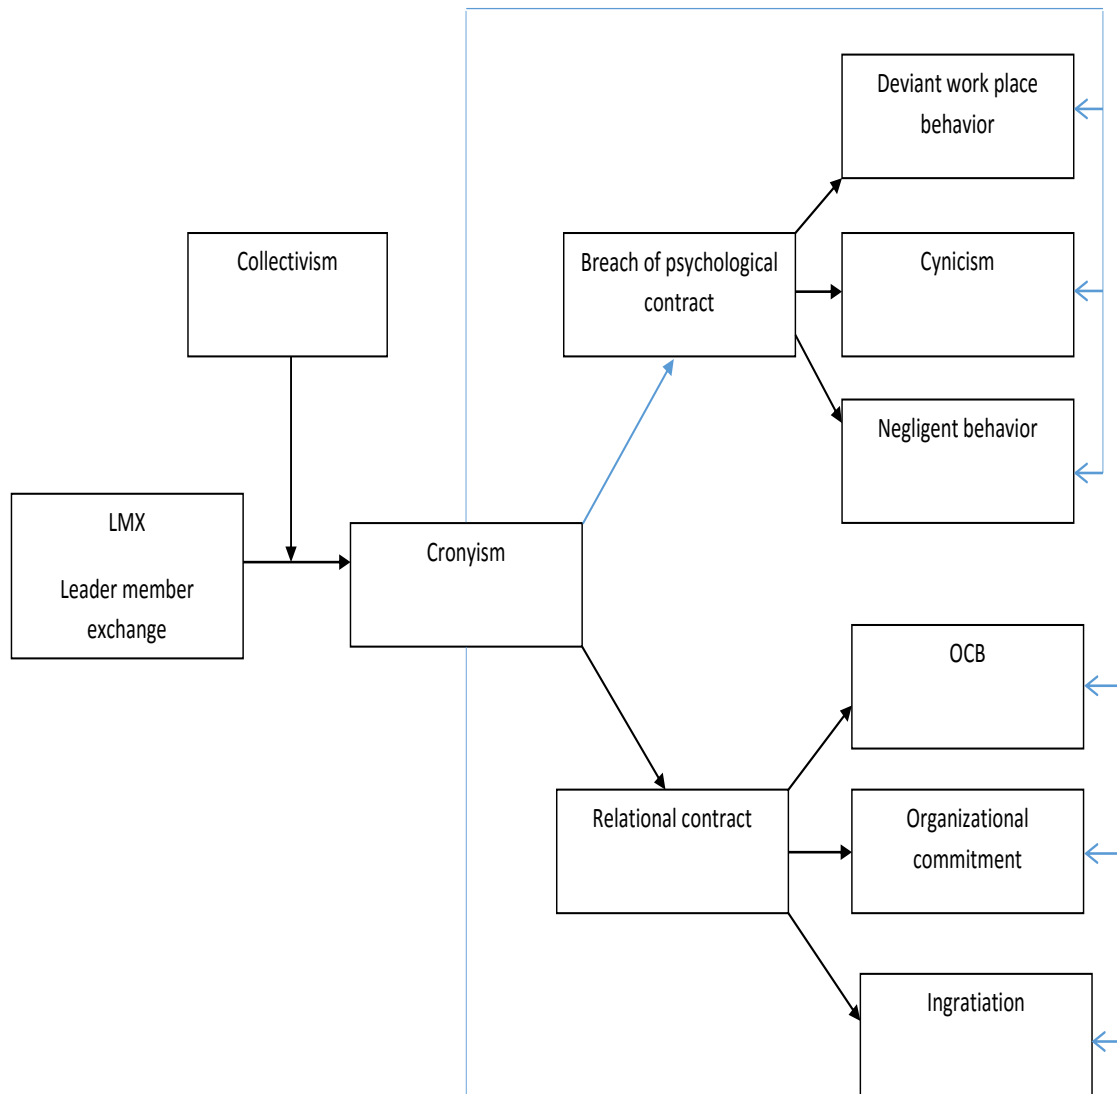 Deviant work place
behavior
Collectivism
Breach of psychological
contract
Cynicism
Negligent behavior
LMX
Leader member
exchange
Cronyism
OCB
Relational contract
Organizational
commitment
Ingratiation